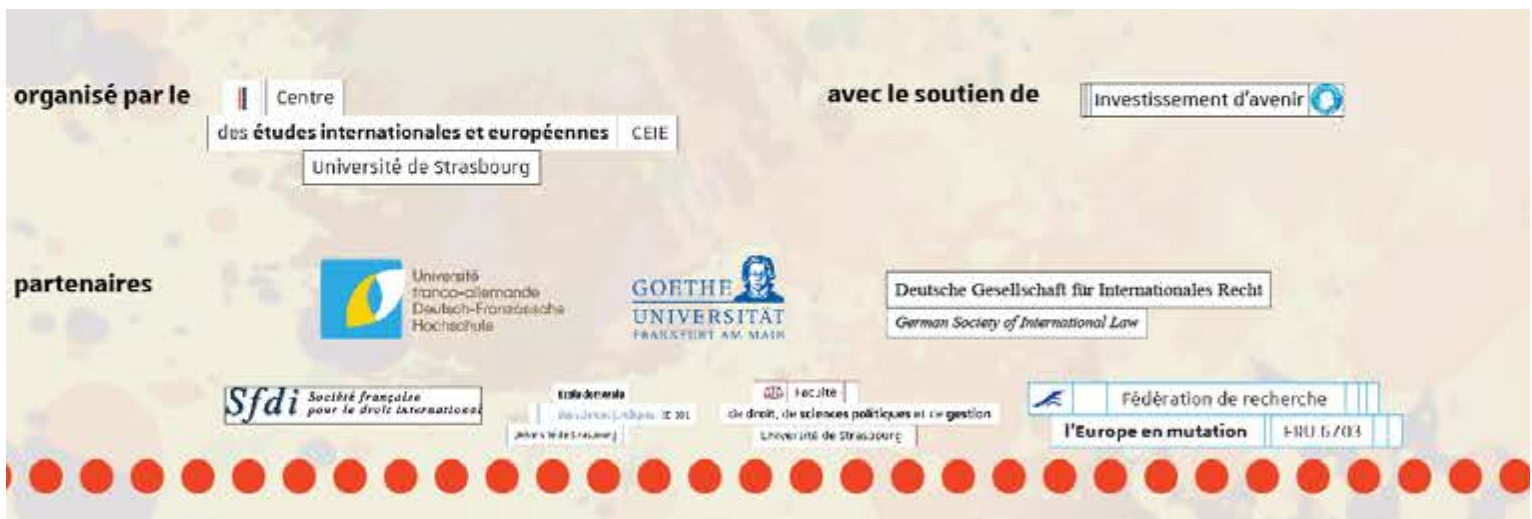 organisé par le
Centre
des études internationales et européennes CEIE
Université de Strasbourg
avec le soutien de
Investissement d'avenir
partenaires
Université
franco-allemande
Deutsch-Französische
Hochschule
GOETHE
UNIVERSITÄT
FRANKFURT AM MAIN
Deutsche Gesellschaft für Internationales Recht
German Society of International Law
Sfdi Société française
pour le droit international
Faculté
de droit, de sciences politiques et de gestion
Université de Strasbourg
Fédération de recherche
l'Europe en mutation